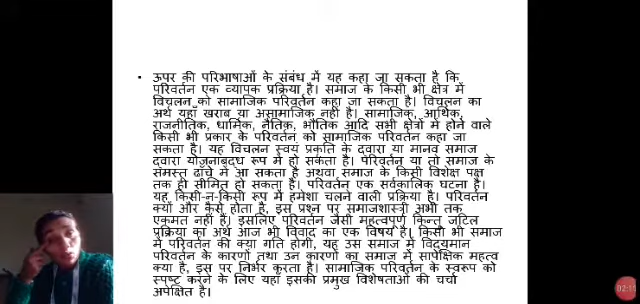 • ऊपर की परिभाषाओं के संबंध में यह कहा जा सकता है कि
परिवर्तन एक व्यापक प्रक्रिया है। समाज के किसी भी क्षेत्र में
विचलन को सामाजिक परिवर्तन कहा जा सकता है। विचलन का
अर्थ यहाँ खराब या असामाजिक नहीं है। सामाजिक, आर्थिक,
राजनीतिक, धार्मिक, नैतिक, भौतिक आदि सभी क्षेत्रों में होने वाले
किसी भी प्रकार के परिवर्तन को सामाजिक परिवर्तन कहा जा
सकता है। यह विचलन स्वयं प्रकृति के द्वारा या मानव समाज
द्वारा योजनाबद्ध रूप में हो सकता है। परिवर्तन या तो समाज के
समस्त ढाँचे में आ सकता है अथवा समाज के किसी विशेष पक्ष
तक ही सीमित हो सकता है। परिवर्तन एक सर्वकालिक घटना है।
यह किसी-न-किसी रूप में हमेशा चलने वाली प्रक्रिया है। परिवर्तन
क्यों और कैसे होता है, इस प्रश्न पर समाजशास्त्री अभी तक
एकमत नहीं हैं। इसलिए परिवर्तन जैसी महत्वपूर्ण किन्तु जटिल
प्रक्रिया का अर्थ आज भी विवाद का एक विषय है। किसी भी समाज
में परिवर्तन की क्या गति होगी, यह उस समाज में विद्यमान
परिवर्तन के कारणों तथा उन कारणों का समाज में सापेक्षिक महत्व
क्या है, इस पर निर्भर करता है। सामाजिक परिवर्तन के स्वरूप को
स्पष्ट करने के लिए यहाँ इसकी प्रमुख विशेषताओं की चर्चा
अपेक्षित है।